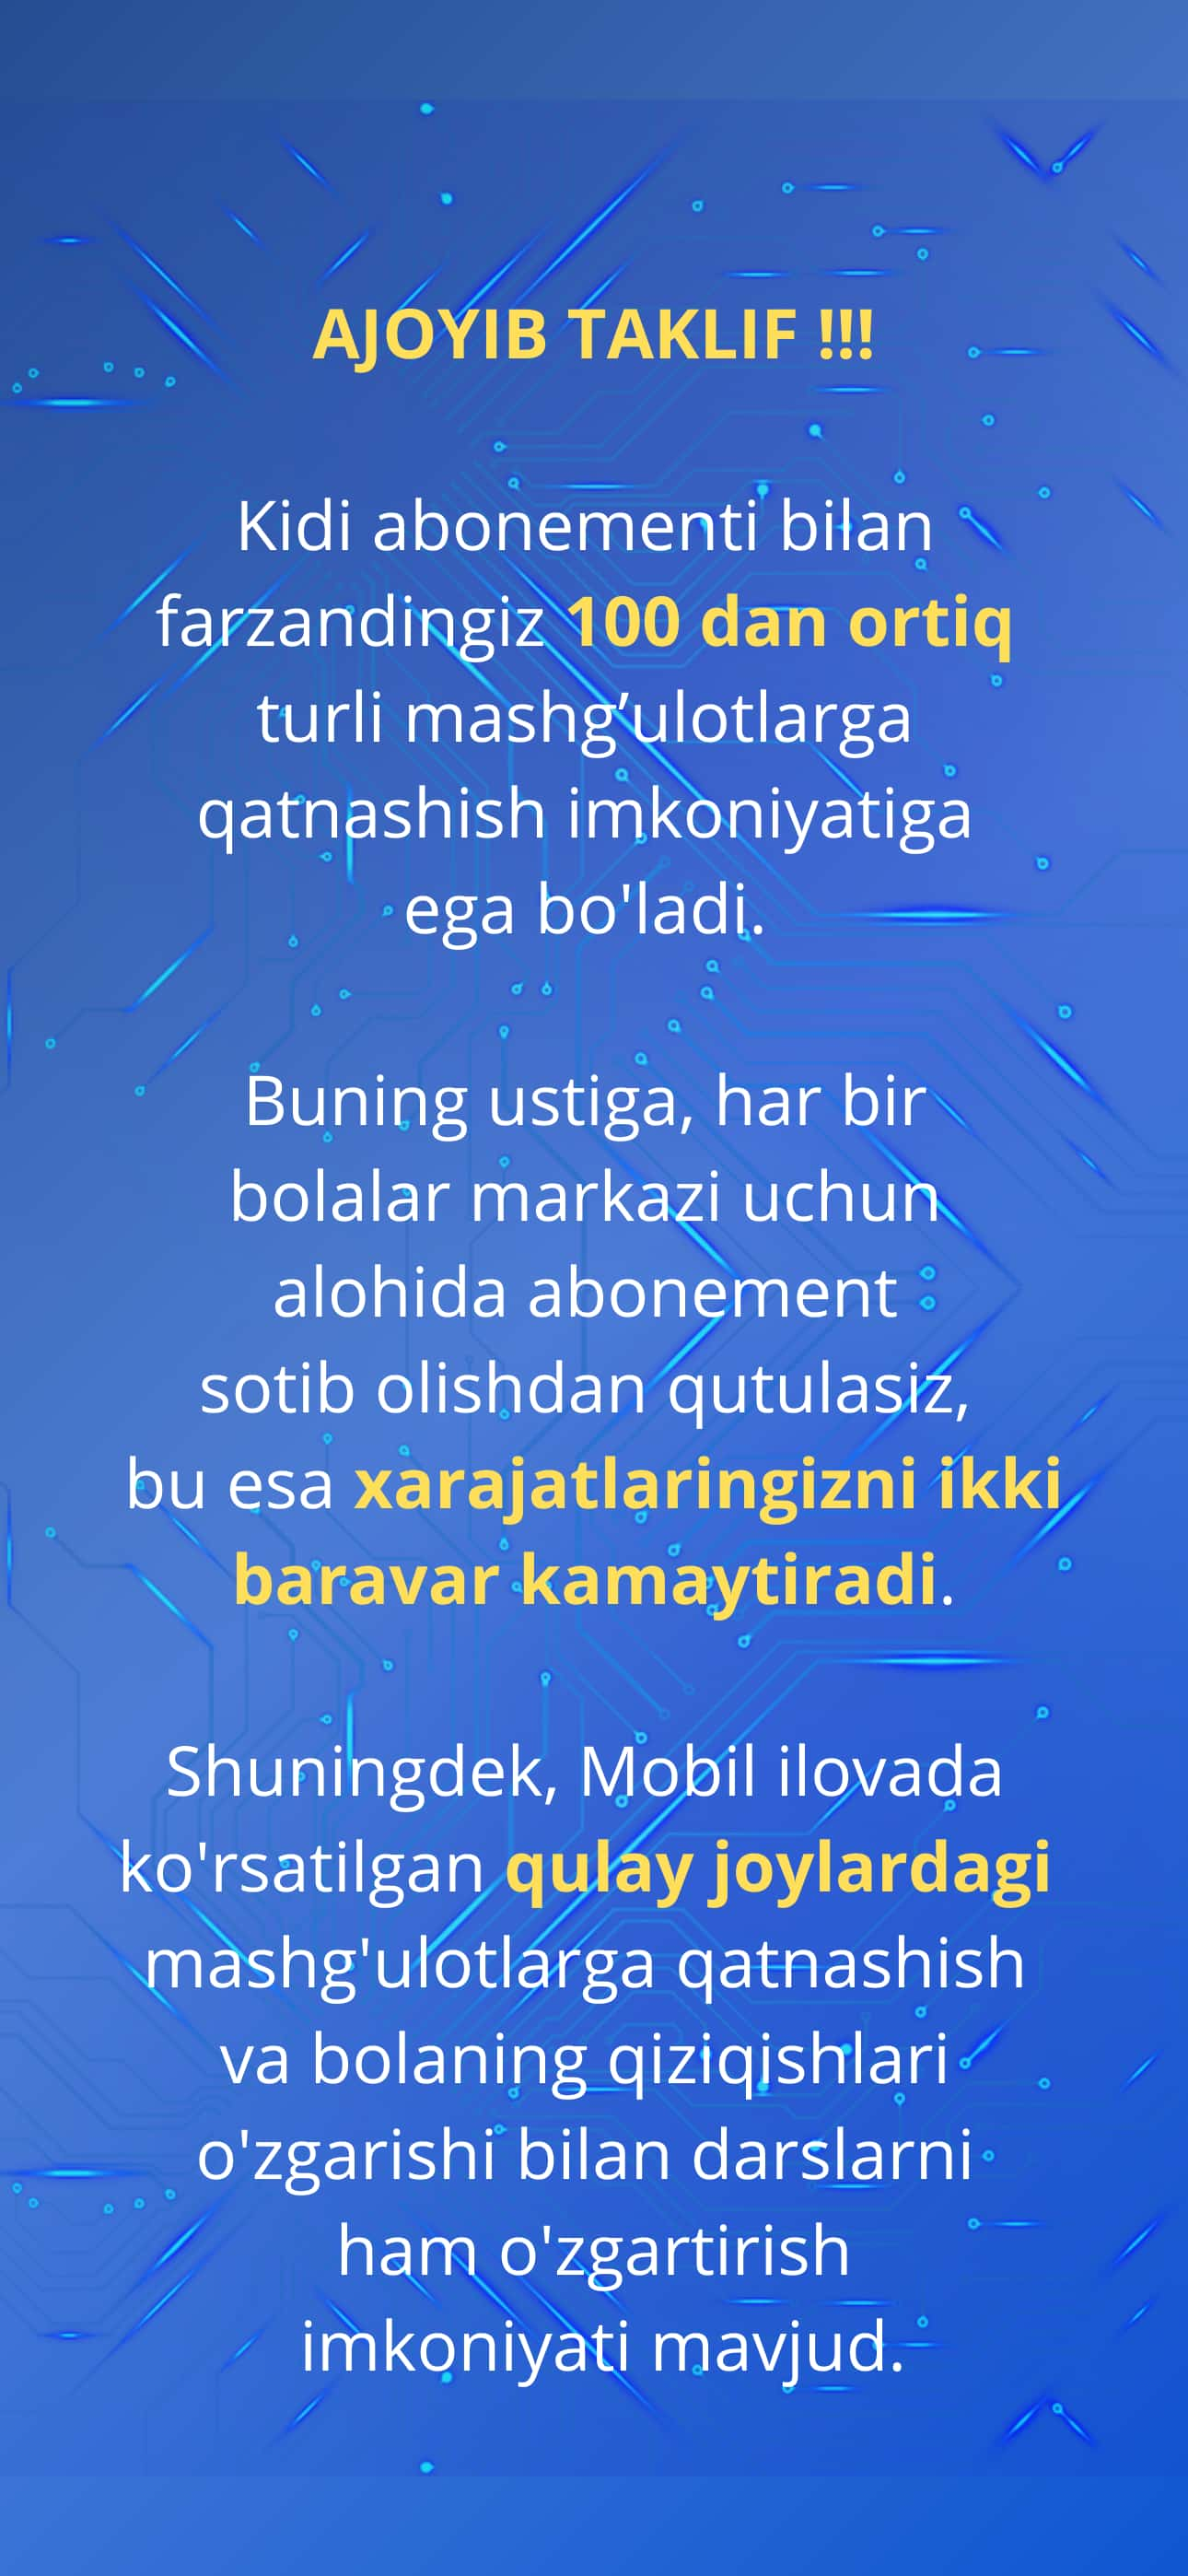 AJOYIB TAKLIF !!!
Kidi abonementi bilan
farzandingiz 100 dan ortiq
turli mashg’ulotlarga
qatnashish imkoniyatiga
ega bo'ladi.
Buning ustiga, har bir
bolalar markazi uchun
alohida abonement
sotib olishdan qutulasiz,
bu esa xarajatlaringizni ikki
baravar kamaytiradi.
Shuningdek, Mobil ilovada
ko'rsatilgan qulay joylardagi
mashg'ulotlarga qatnashish
va bolaning qiziqishlari
o'zgarishi bilan darslarni
ham o'zgartirish
imkoniyati mavjud.